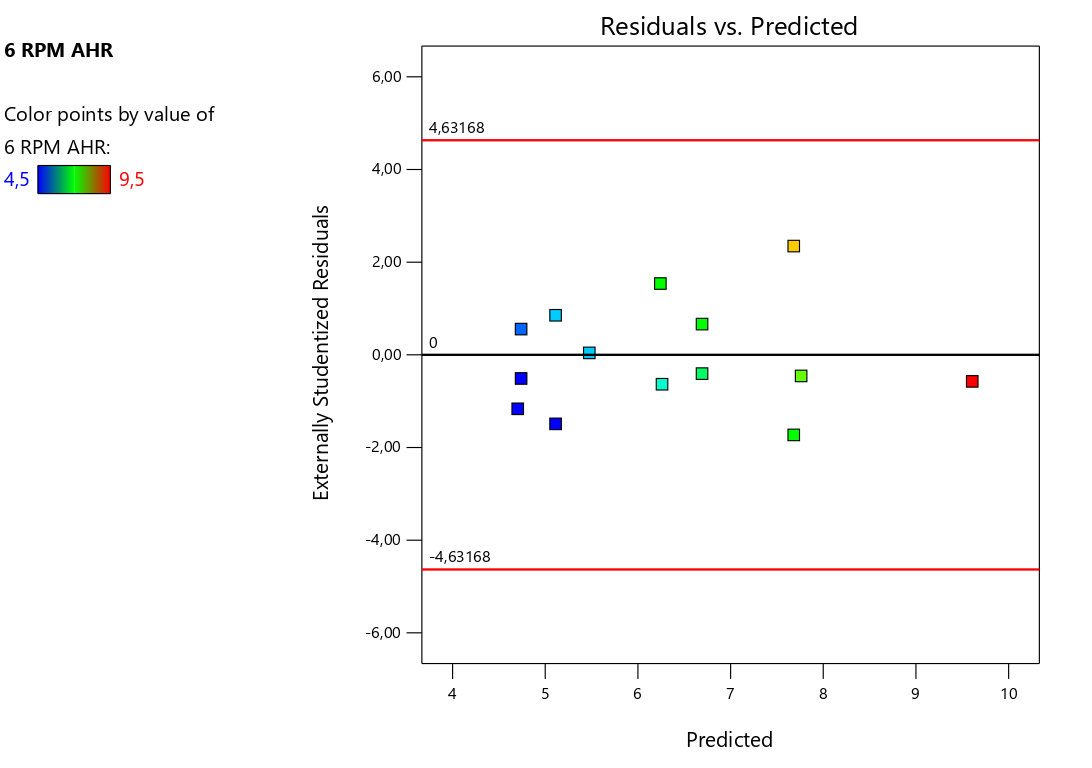 6 RPM AHR
Color points by value of
6 RPM AHR:
4,5 9,5
Residuals vs. Predicted
Externally Studentized Residuals
6,00
4,00
2,00
0,00
-2,00
-4,00
-6,00
4,63168
0
-4,63168
4 5 6 7 8 9 10
Predicted